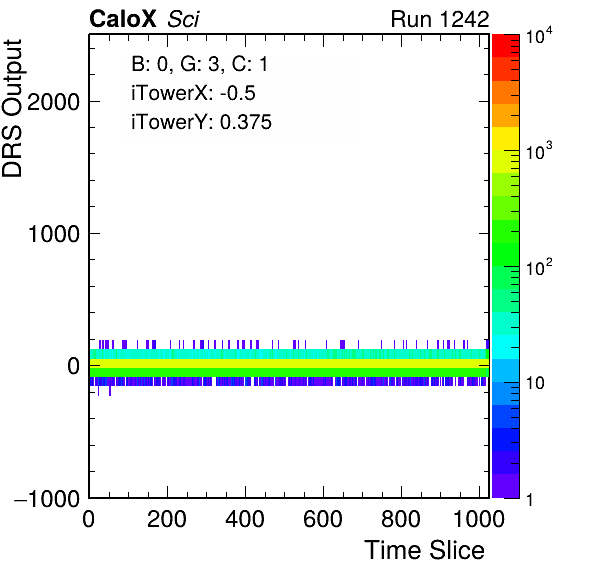 CaloX Sci Run 1242
B: 0, G: 3, C: 1
iTowerX: -0.5
iTowerY: 0.375
DRS Output
2000
1000
0
−1000
0 200 400 600 800 1000
Time Slice
10^4
10^3
10^2
10
1